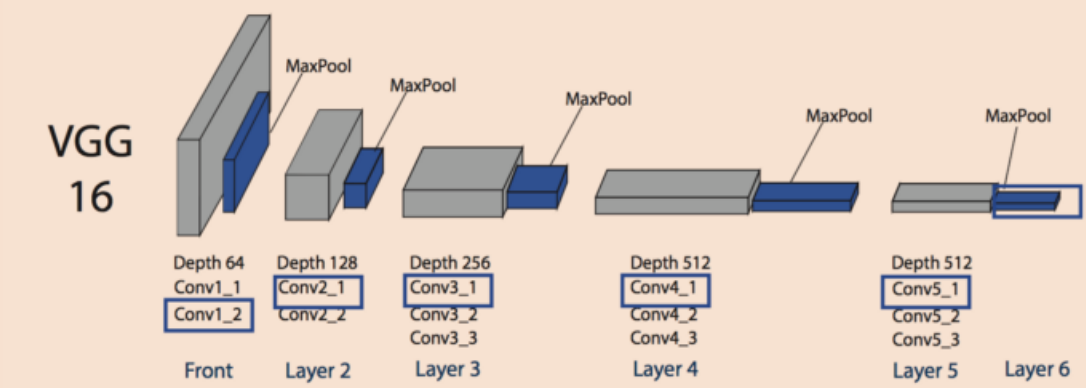 VGG
16
MaxPool
MaxPool
MaxPool
MaxPool
MaxPool
Depth 64
Conv1_1
Conv1_2
Front
Depth 128
Conv2_1
Conv2_2
Layer 2
Depth 256
Conv3_1
Conv3_2
Conv3_3
Layer 3
Depth 512
Conv4_1
Conv4_2
Conv4_3
Layer 4
Depth 512
Conv5_1
Conv5_2
Conv5_3
Layer 5
Layer 6